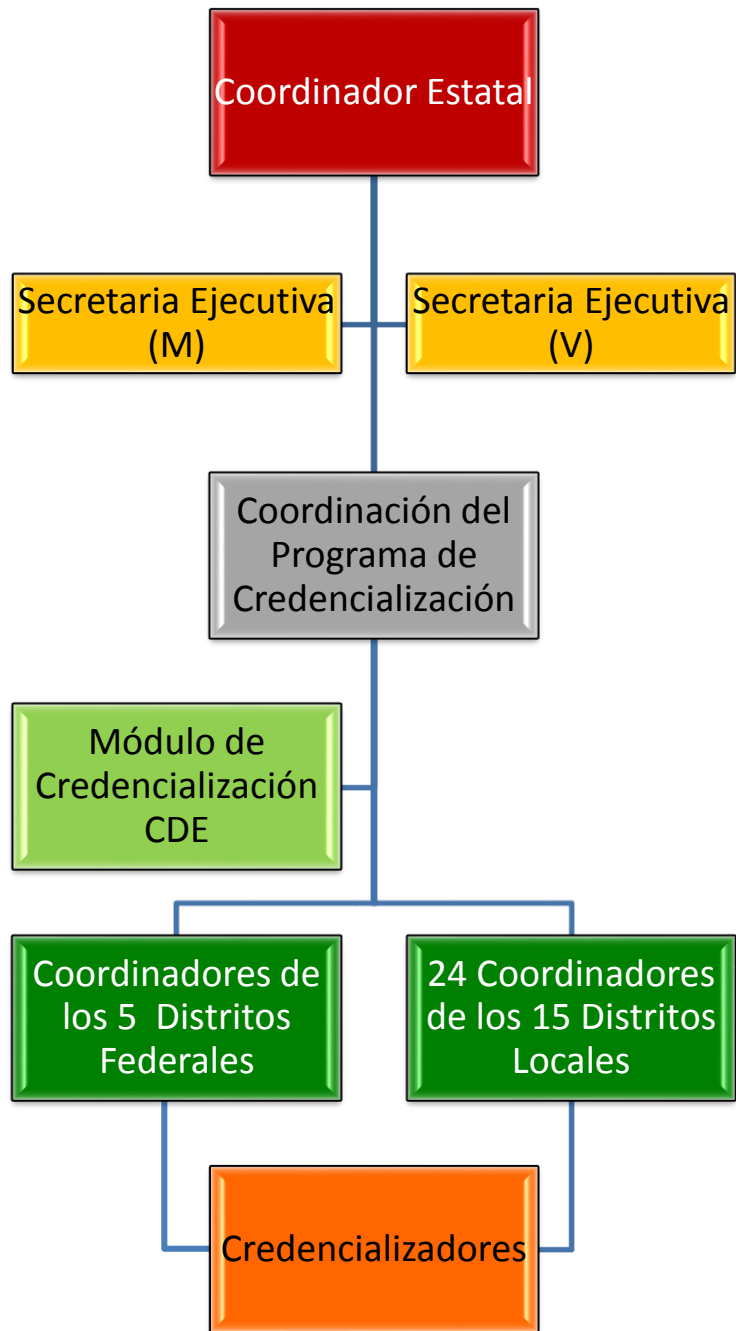 Coordinador Estatal
Secretaria Ejecutiva
(M)
Secretaria Ejecutiva
(V)
Coordinación del
Programa de
Credencialización
Módulo de
Credencialización
CDE
Coordinadores de
los 5 Distritos
Federales
24 Coordinadores
de los 15 Distritos
Locales
Credencializadores